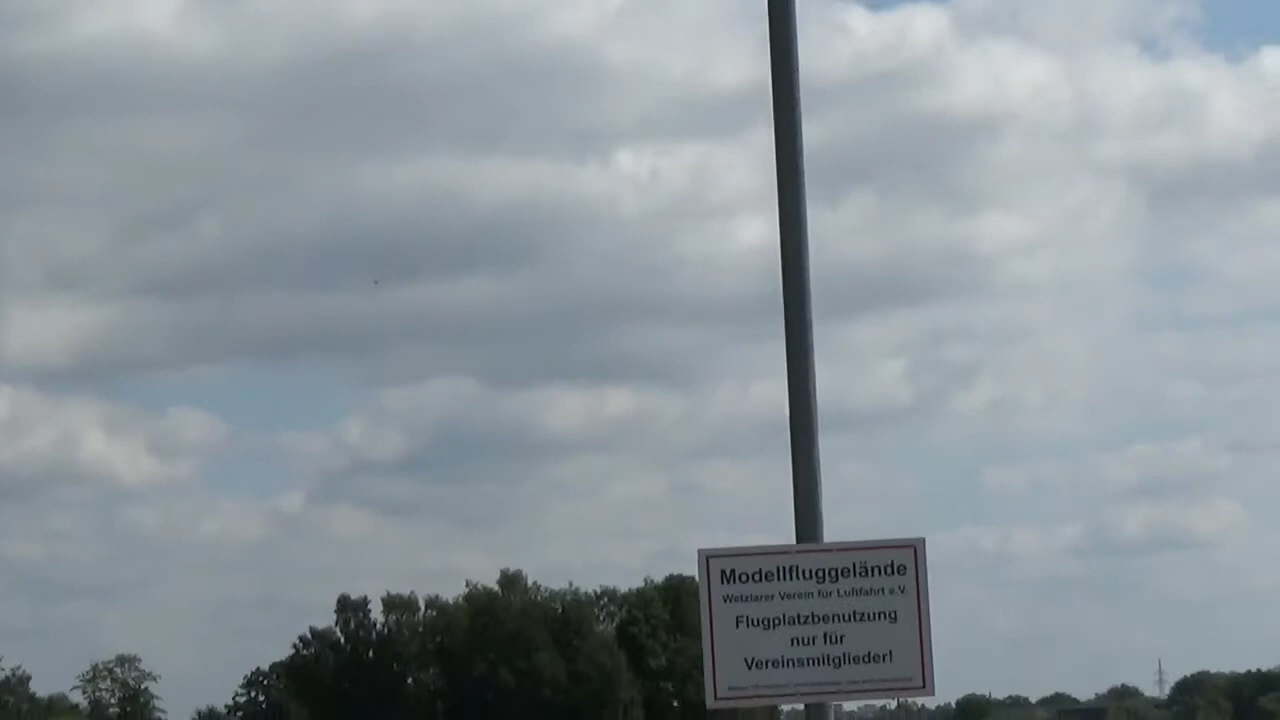 Modellfluggelände
Wetzlarer Verein für Luftfahrt e.V.
Flugplatzbenutzung
nur für
Vereinsmitglieder!